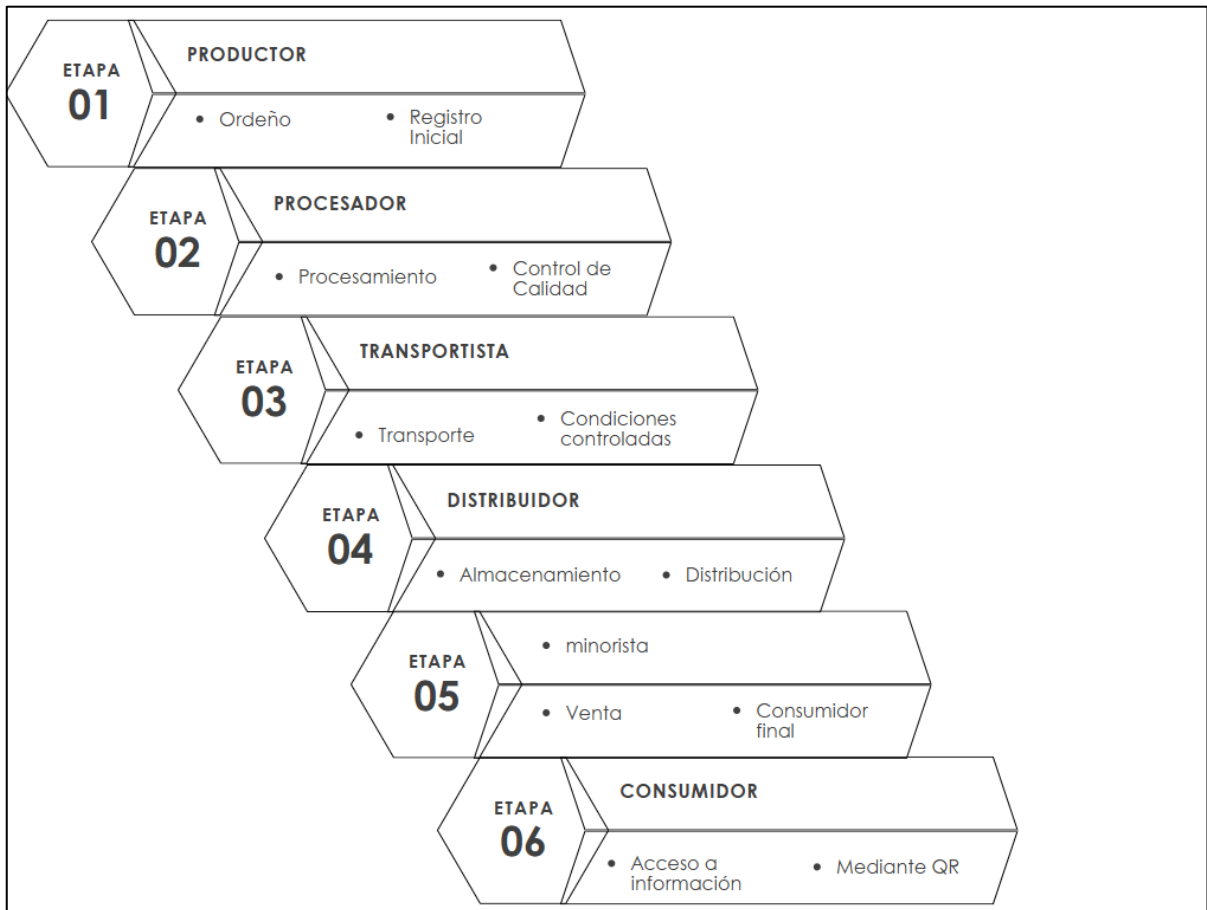 ETAPA
01
PRODUCTOR
• Ordeño
• Registro
Inicial
ETAPA
02
PROCESADOR
• Procesamiento
• Control de
Calidad
ETAPA
03
TRANSPORTISTA
• Transporte
• Condiciones
controladas
ETAPA
04
DISTRIBUIDOR
• Almacenamiento
• Distribución
ETAPA
05
• minorista
• Venta
• Consumidor
final
ETAPA
06
CONSUMIDOR
• Acceso a
información
• Mediante QR